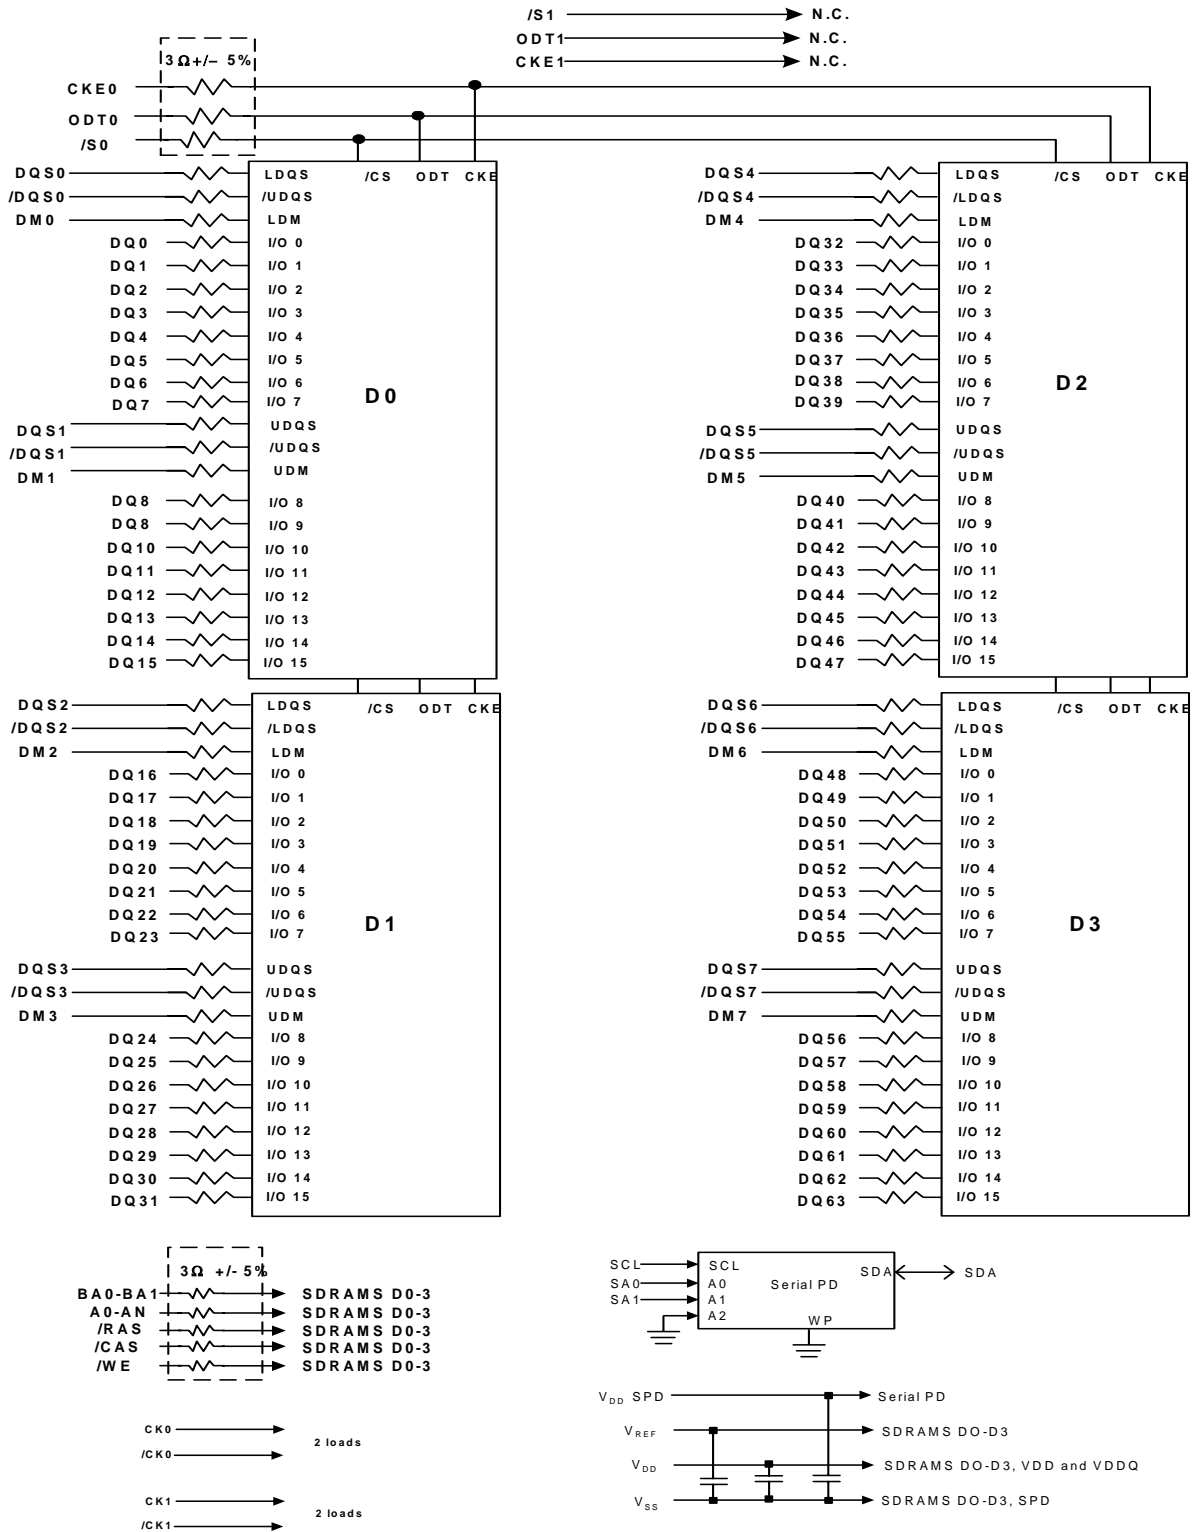 /S1 N.C.
ODT1 N.C.
CKE1 N.C.
3 Ω +/– 5%
CKE0
ODT0
/S0
DQS0 LDQS /CS ODT CKE
/DQS0 /UDQS
DM0 LDM
DQ0 I/O 0
DQ1 I/O 1
DQ2 I/O 2
DQ3 I/O 3
DQ4 I/O 4
DQ5 I/O 5
DQ6 I/O 6
DQ7 I/O 7
D0
DQS1 UDQS
/DQS1 /UDQS
DM1 UDM
DQ8 I/O 8
DQ8 I/O 9
DQ10 I/O 10
DQ11 I/O 11
DQ12 I/O 12
DQ13 I/O 13
DQ14 I/O 14
DQ15 I/O 15
DQS4 LDQS /CS ODT CKE
/DQS4 /LDQS
DM4 LDM
DQ32 I/O 0
DQ33 I/O 1
DQ34 I/O 2
DQ35 I/O 3
DQ36 I/O 4
DQ37 I/O 5
DQ38 I/O 6
DQ39 I/O 7
D2
DQS5 UDQS
/DQS5 /UDQS
DM5 UDM
DQ40 I/O 8
DQ41 I/O 9
DQ42 I/O 10
DQ43 I/O 11
DQ44 I/O 12
DQ45 I/O 13
DQ46 I/O 14
DQ47 I/O 15
DQS2 LDQS /CS ODT CKE
/DQS2 /LDQS
DM2 LDM
DQ16 I/O 0
DQ17 I/O 1
DQ18 I/O 2
DQ19 I/O 3
DQ20 I/O 4
DQ21 I/O 5
DQ22 I/O 6
DQ23 I/O 7
D1
DQS3 UDQS
/DQS3 /UDQS
DM3 UDM
DQ24 I/O 8
DQ25 I/O 9
DQ26 I/O 10
DQ27 I/O 11
DQ28 I/O 12
DQ29 I/O 13
DQ30 I/O 14
DQ31 I/O 15
DQS6 LDQS /CS ODT CKE
/DQS6 /LDQS
DM6 LDM
DQ48 I/O 0
DQ49 I/O 1
DQ50 I/O 2
DQ51 I/O 3
DQ52 I/O 4
DQ53 I/O 5
DQ54 I/O 6
DQ55 I/O 7
D3
DQS7 UDQS
/DQS7 /UDQS
DM7 UDM
DQ56 I/O 8
DQ57 I/O 9
DQ58 I/O 10
DQ59 I/O 11
DQ60 I/O 12
DQ61 I/O 13
DQ62 I/O 14
DQ63 I/O 15
3Ω +/- 5%
BA0-BA1 SDRAMS D0-3
A0-AN SDRAMS D0-3
/RAS SDRAMS D0-3
/CAS SDRAMS D0-3
/WE SDRAMS D0-3
CK0
/CK0
2 loads
CK1
/CK1
2 loads
SCL SCL SDA SDA
SA0 A0 Serial PD
SA1 A1
A2 WP
VDD SPD Serial PD
VREF SDRAMS DO-D3
VDD SDRAMS DO-D3, VDD and VDDQ
VSS SDRAMS DO-D3, SPD